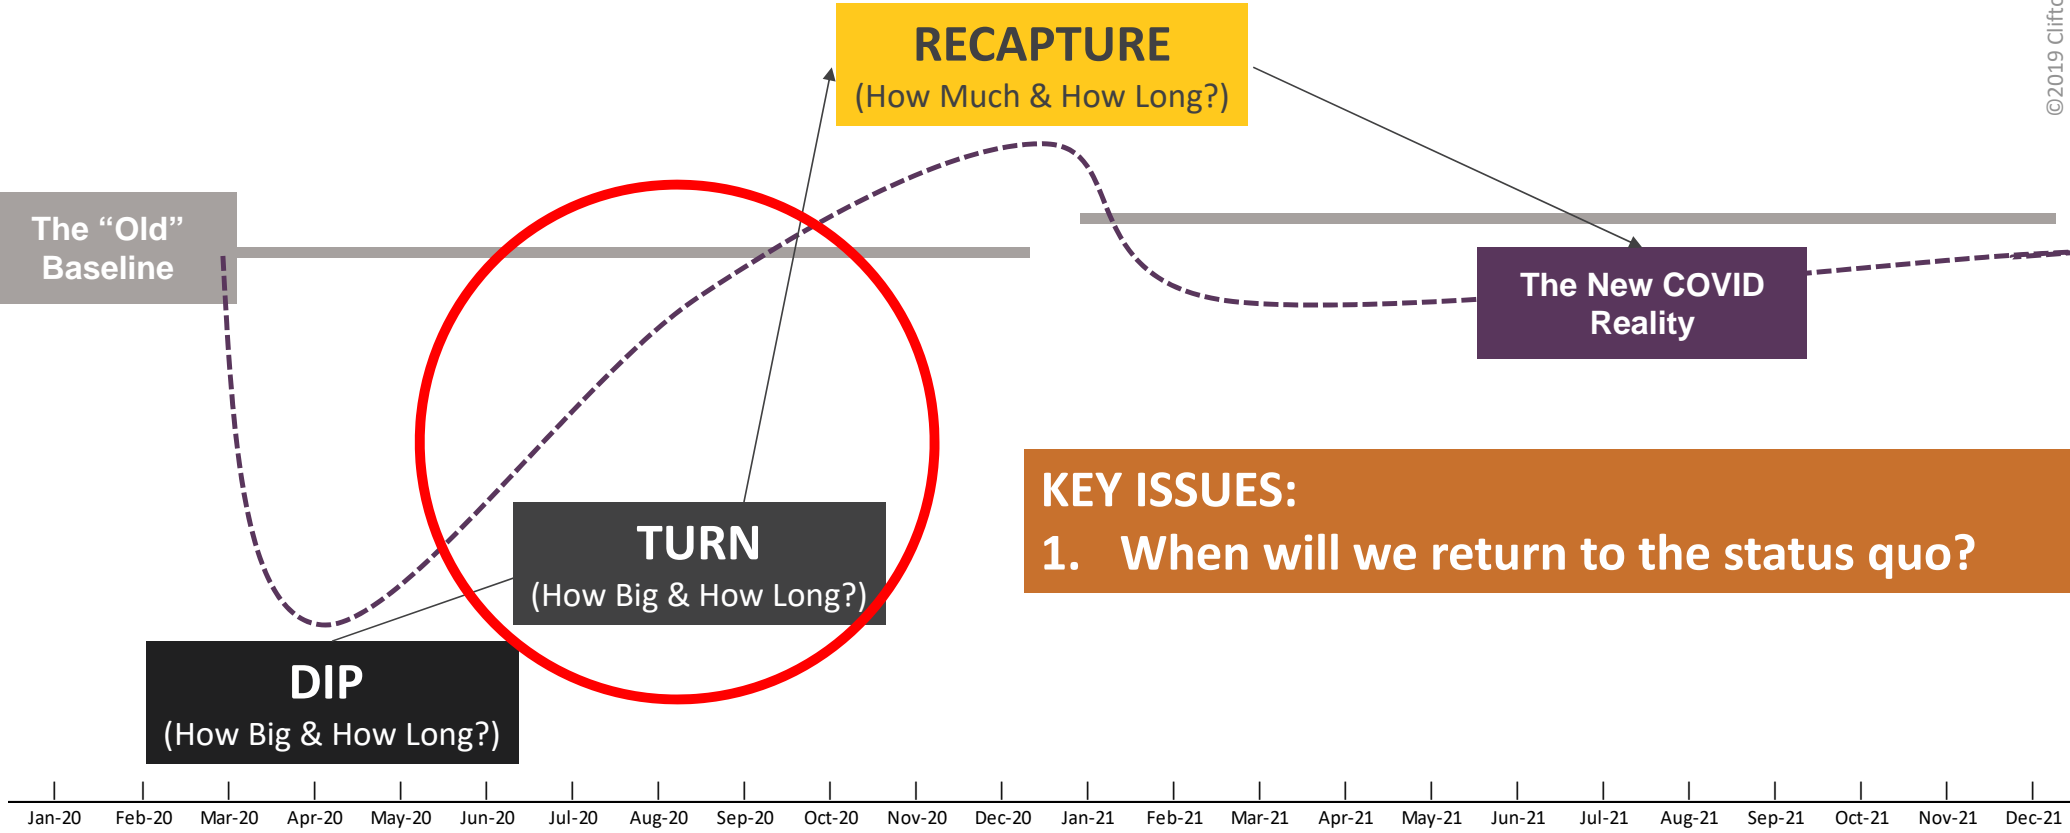 RECAPTURE
(How Much & How Long?)
©2019 Clifto
The “Old”
Baseline
The New COVID
Reality
KEY ISSUES:
1. When will we return to the status quo?
TURN
(How Big & How Long?)
DIP
(How Big & How Long?)
Jan-20 Feb-20 Mar-20 Apr-20 May-20 Jun-20 Jul-20 Aug-20 Sep-20 Oct-20 Nov-20 Dec-20 Jan-21 Feb-21 Mar-21 Apr-21 May-21 Jun-21 Jul-21 Aug-21 Sep-21 Oct-21 Nov-21 Dec-21